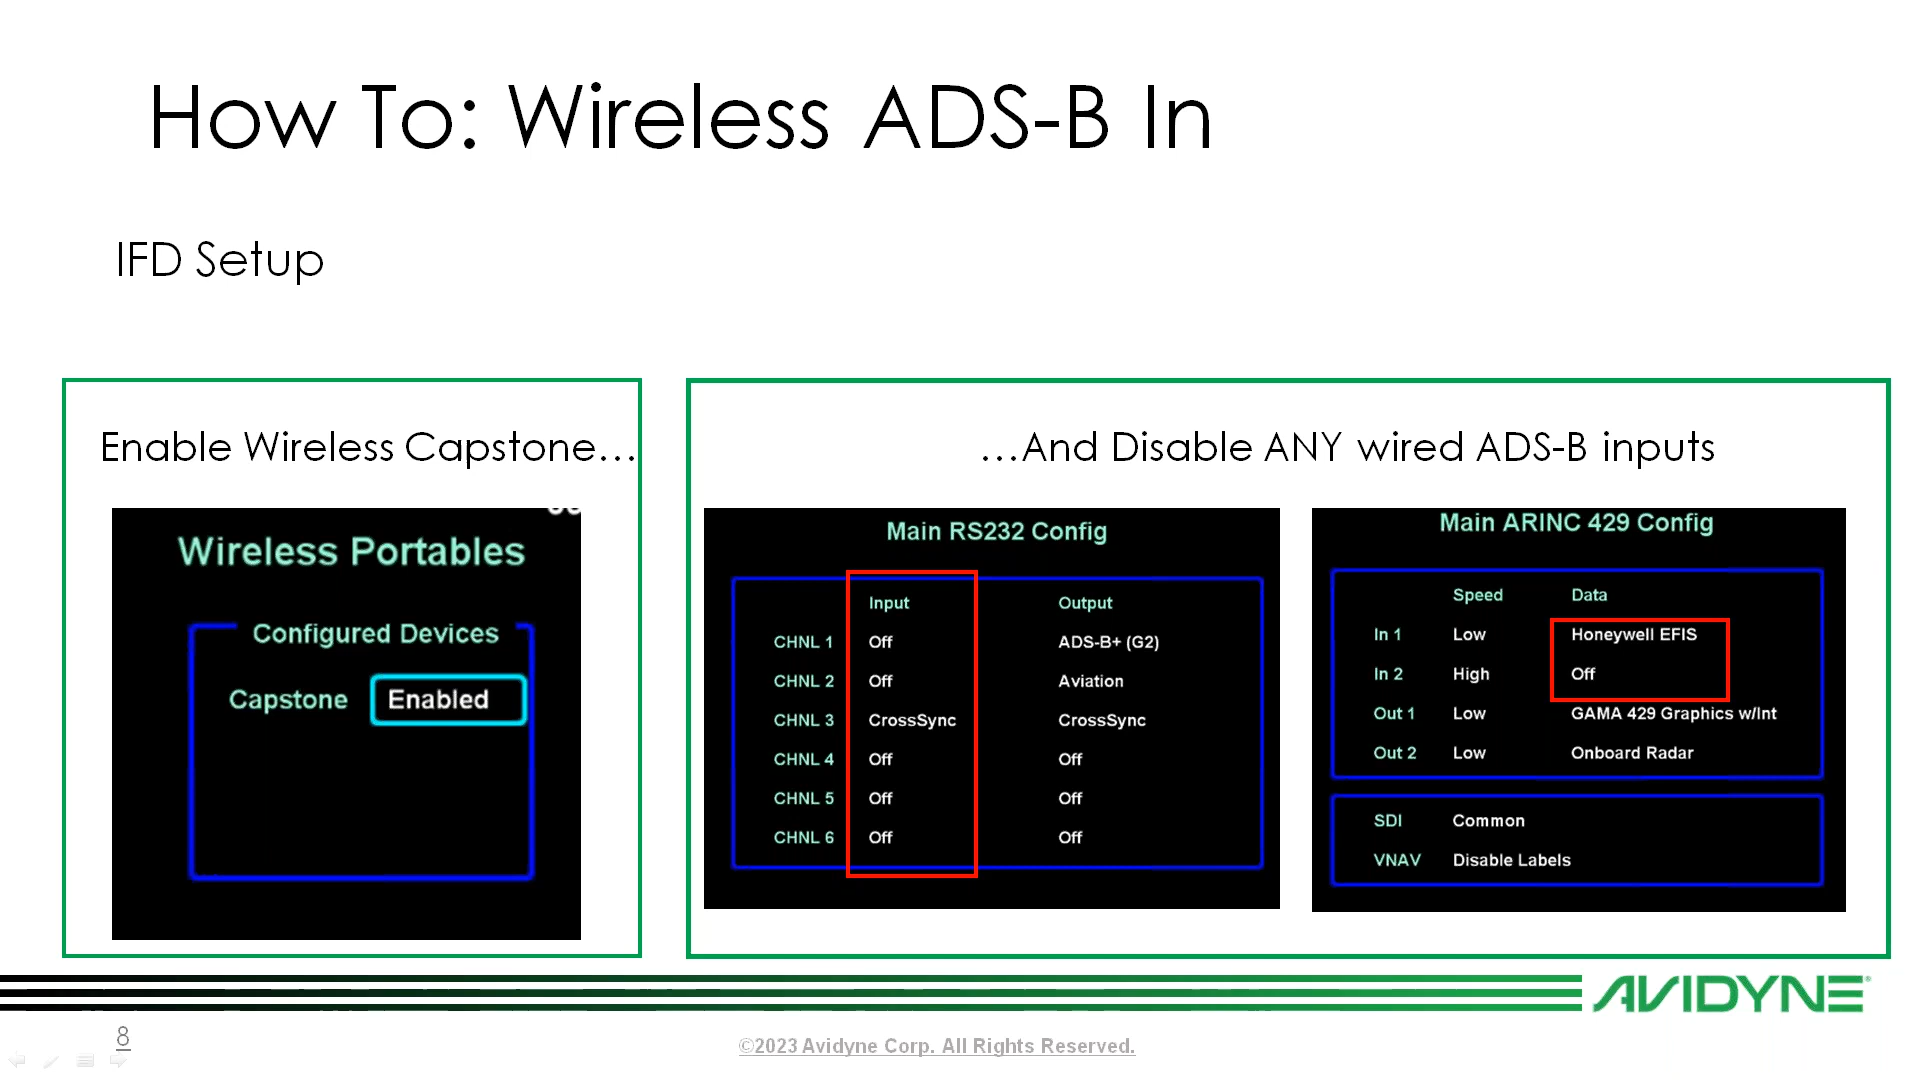 How To: Wireless ADS-B In
IFD Setup
Enable Wireless Capstone…
…And Disable ANY wired ADS-B inputs
Wireless Portables
Configured Devices
Capstone Enabled
Main RS232 Config
Input Output
CHNL 1 Off ADS-B+ (G2)
CHNL 2 Off Aviation
CHNL 3 CrossSync CrossSync
CHNL 4 Off Off
CHNL 5 Off Off
CHNL 6 Off Off
Main ARINC 429 Config
Speed Data
In 1 Low Honeywell EFIS
In 2 High Off
Out 1 Low GAMA 429 Graphics w/Int
Out 2 Low Onboard Radar
SDI Common
VNAV Disable Labels
AVIDYNE®
8
©2023 Avidyne Corp. All Rights Reserved.